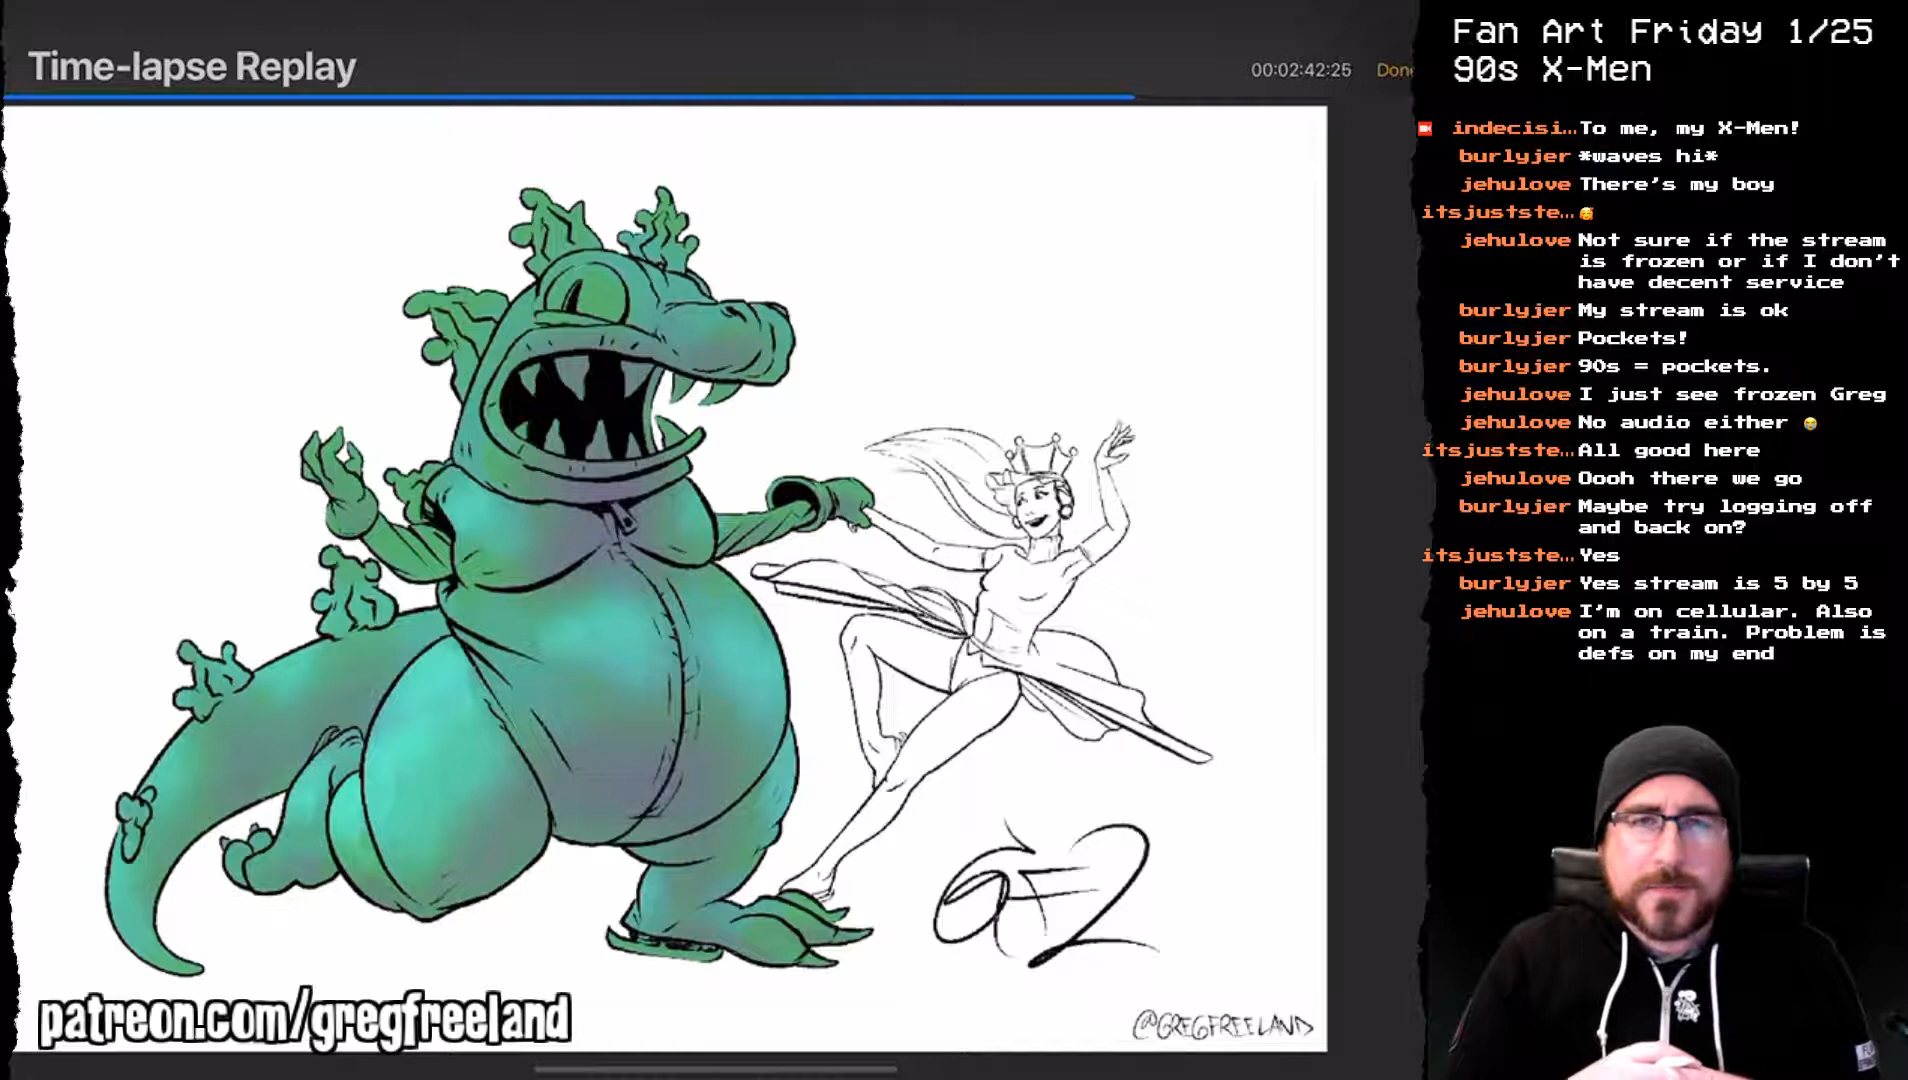 Time-lapse Replay
00:02:42:25
Fan Art Friday 1/25
90s X-Men
indecisi… To me, my X-Men!
burlyjer *waves hi*
jehulove There's my boy
itsjustste… 🥰
jehulove Not sure if the stream
is frozen or if I don't
have decent service
burlyjer My stream is ok
burlyjer Pockets!
burlyjer 90s = pockets.
jehulove I just see frozen Greg
jehulove No audio either 😭
itsjustste… All good here
jehulove Oooh there we go
burlyjer Maybe try logging off
and back on?
itsjustste… Yes
burlyjer Yes stream is 5 by 5
jehulove I'm on cellular. Also
on a train. Problem is
defs on my end
patreon.com/gregfreeland
@GREGFREELAND